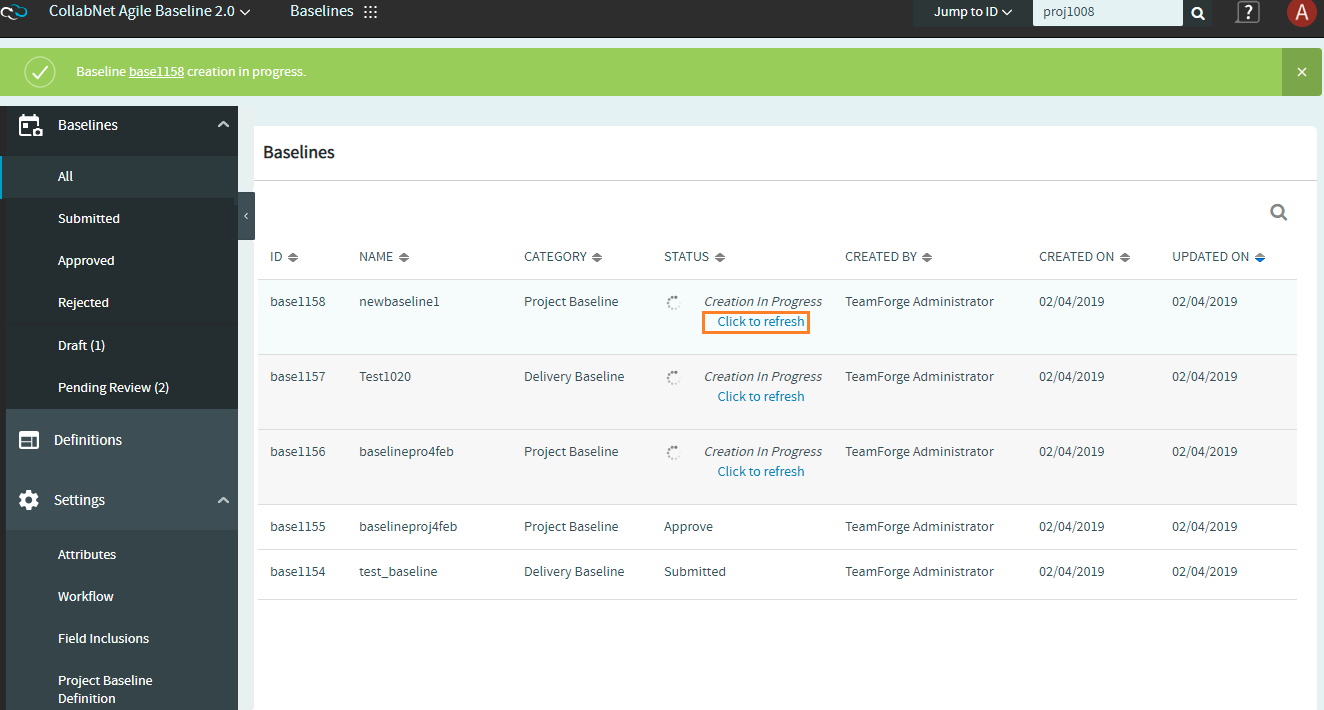 CollabNet Agile Baseline 2.0 Baselines Jump to ID proj1008 ? A
Baseline base1158 creation in progress. ×
Baselines
All
Submitted
Approved
Rejected
Draft (1)
Pending Review (2)
Definitions
Settings
Attributes
Workflow
Field Inclusions
Project Baseline
Definition
Baselines
ID NAME CATEGORY STATUS CREATED BY CREATED ON UPDATED ON
base1158 newbaseline1 Project Baseline Creation In Progress TeamForge Administrator 02/04/2019 02/04/2019
Click to refresh
base1157 Test1020 Delivery Baseline Creation In Progress TeamForge Administrator 02/04/2019 02/04/2019
Click to refresh
base1156 baselinepro4feb Project Baseline Creation In Progress TeamForge Administrator 02/04/2019 02/04/2019
Click to refresh
base1155 baselineproj4feb Project Baseline Approve TeamForge Administrator 02/04/2019 02/04/2019
base1154 test_baseline Delivery Baseline Submitted TeamForge Administrator 02/04/2019 02/04/2019